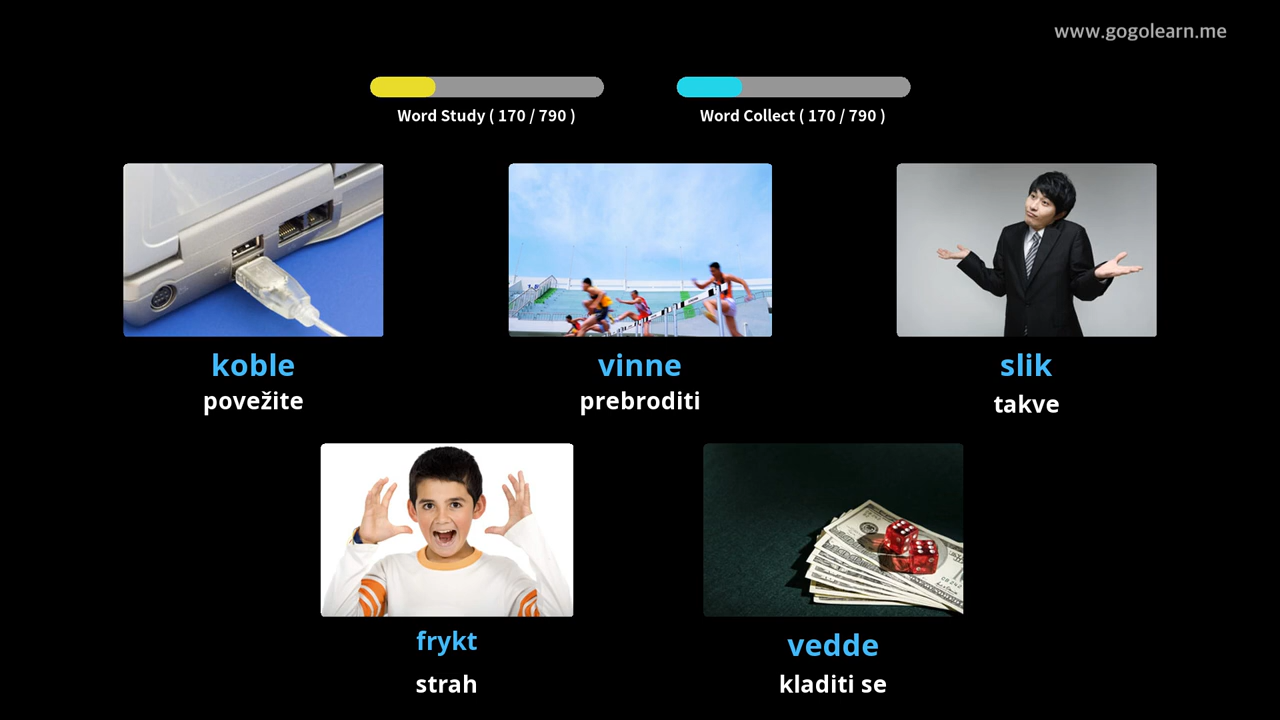 www.gogolearn.me
Word Study ( 170 / 790 )
Word Collect ( 170 / 790 )
koble
povežite
vinne
prebroditi
slik
takve
frykt
strah
vedde
kladiti se